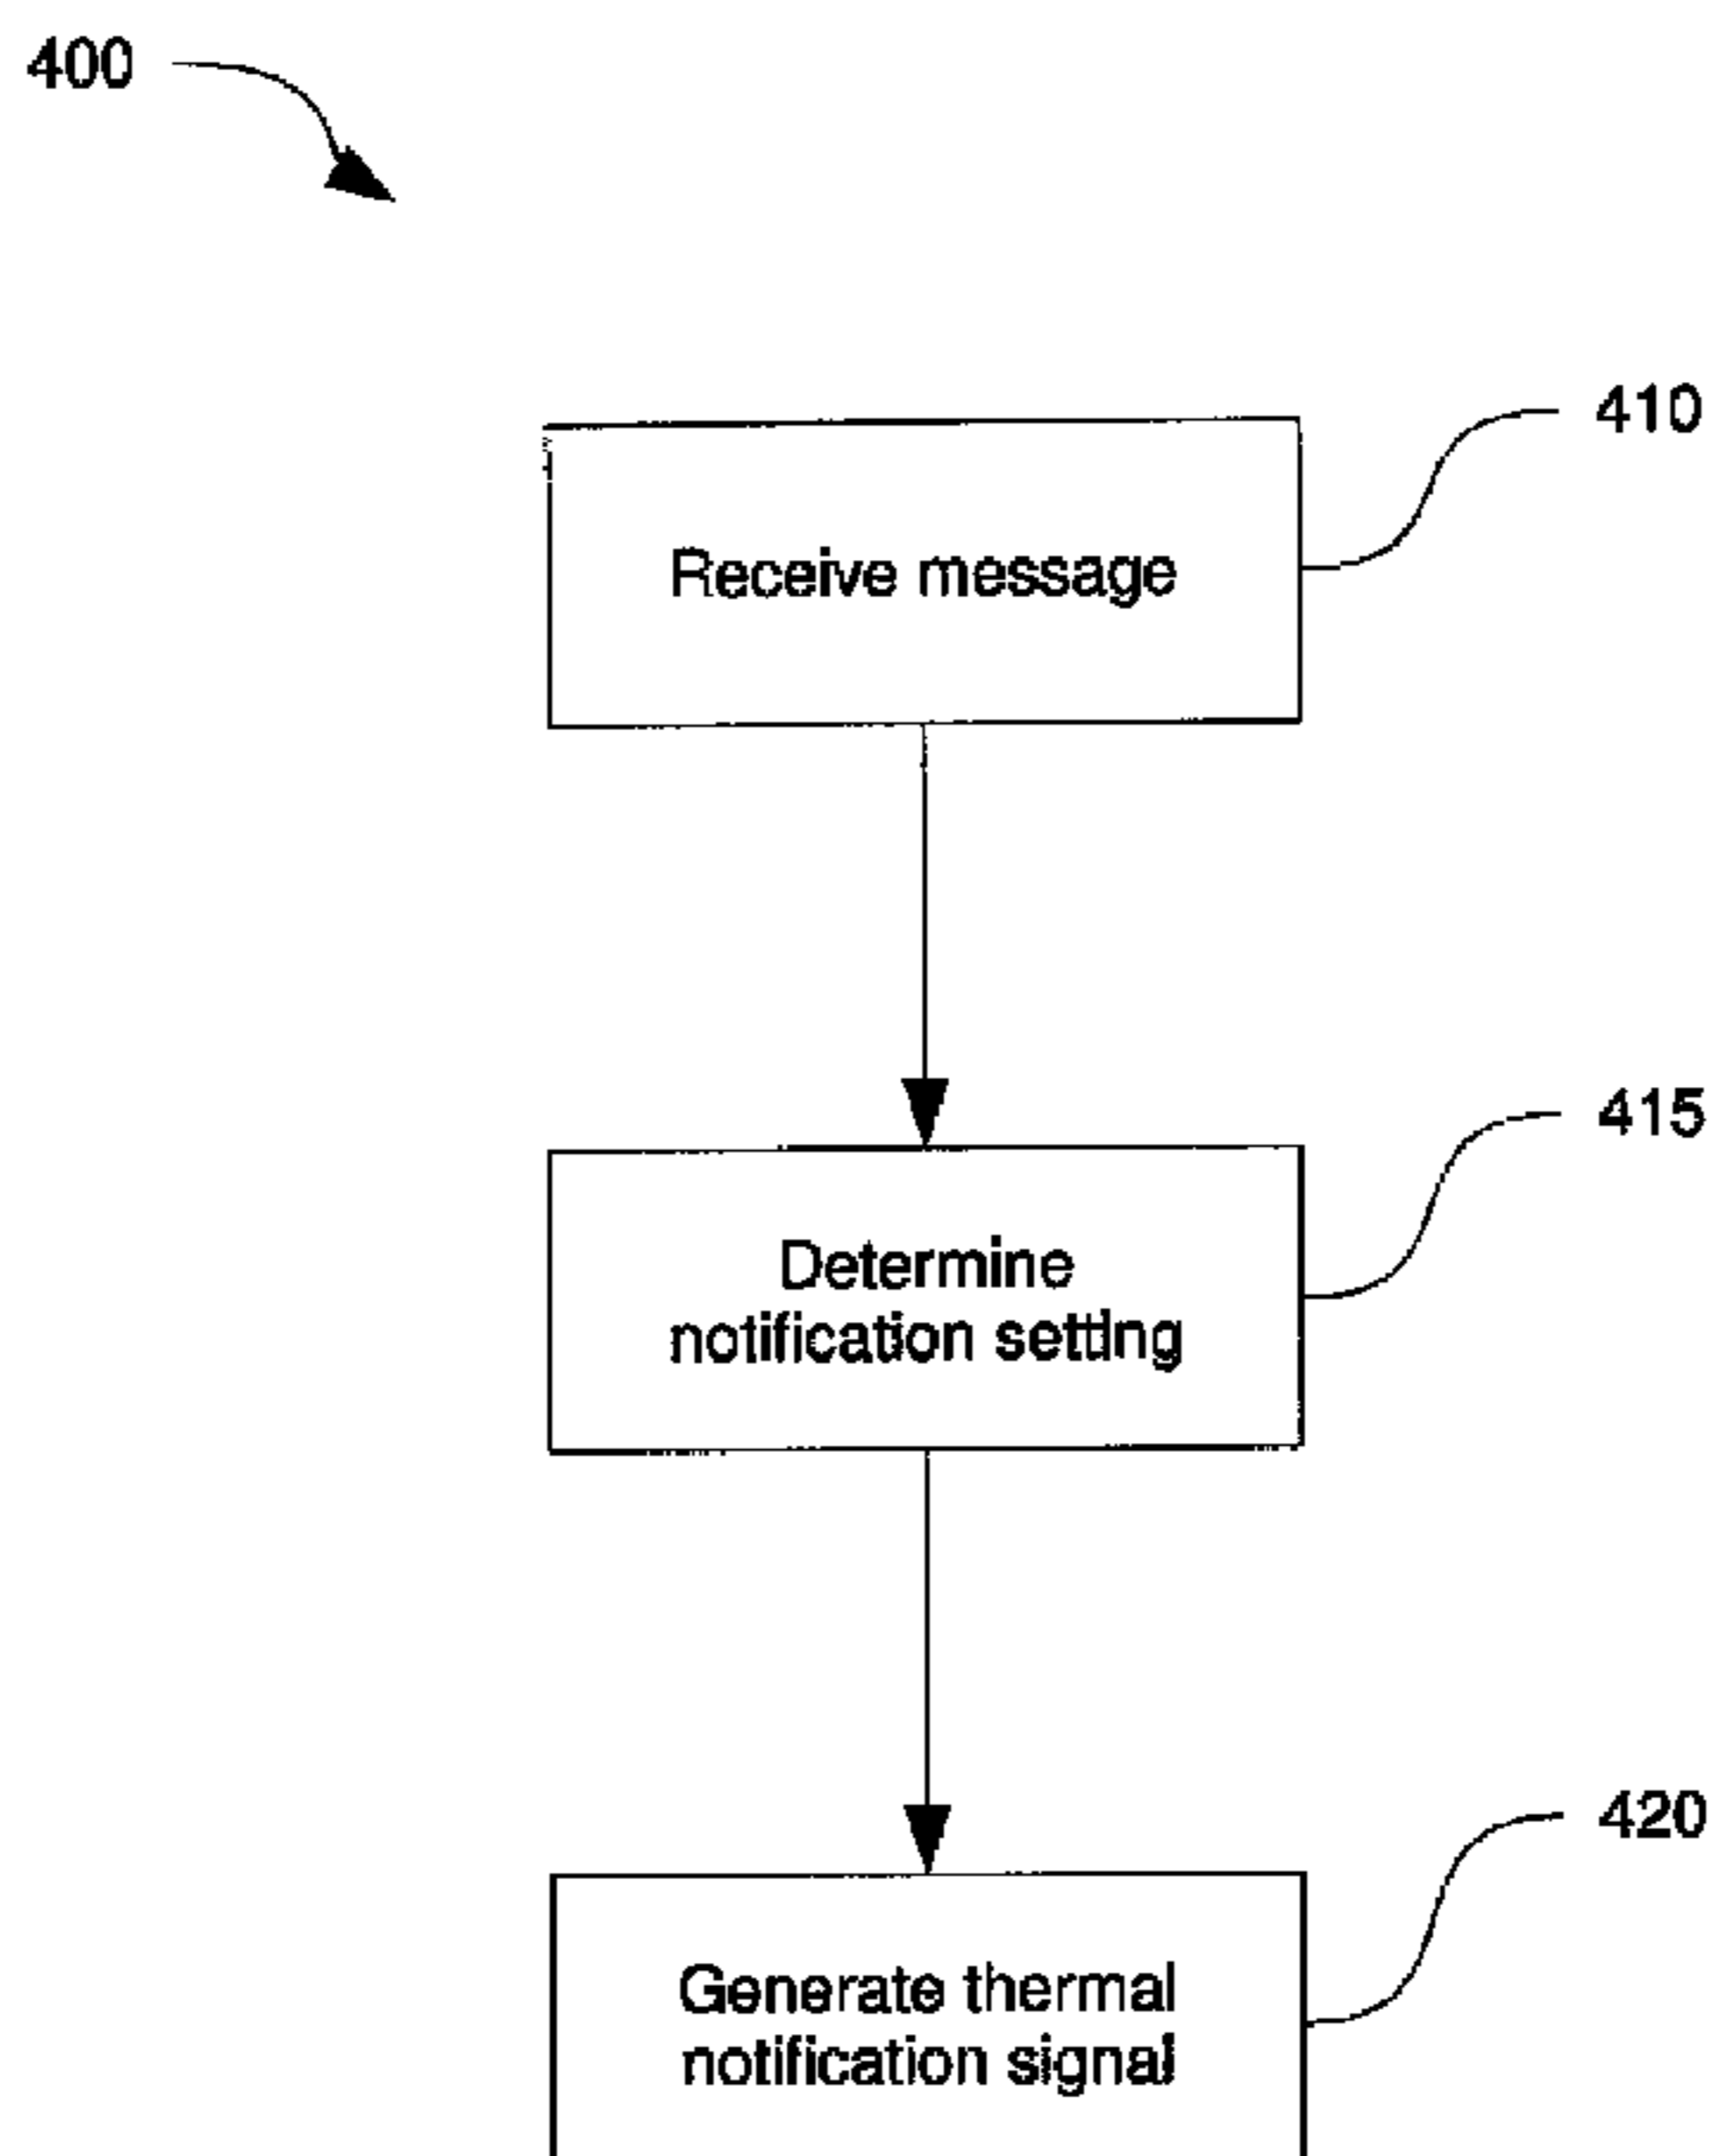 400
410
Receive message
415
Determine
notification setting
420
Generate thermal
notification signal